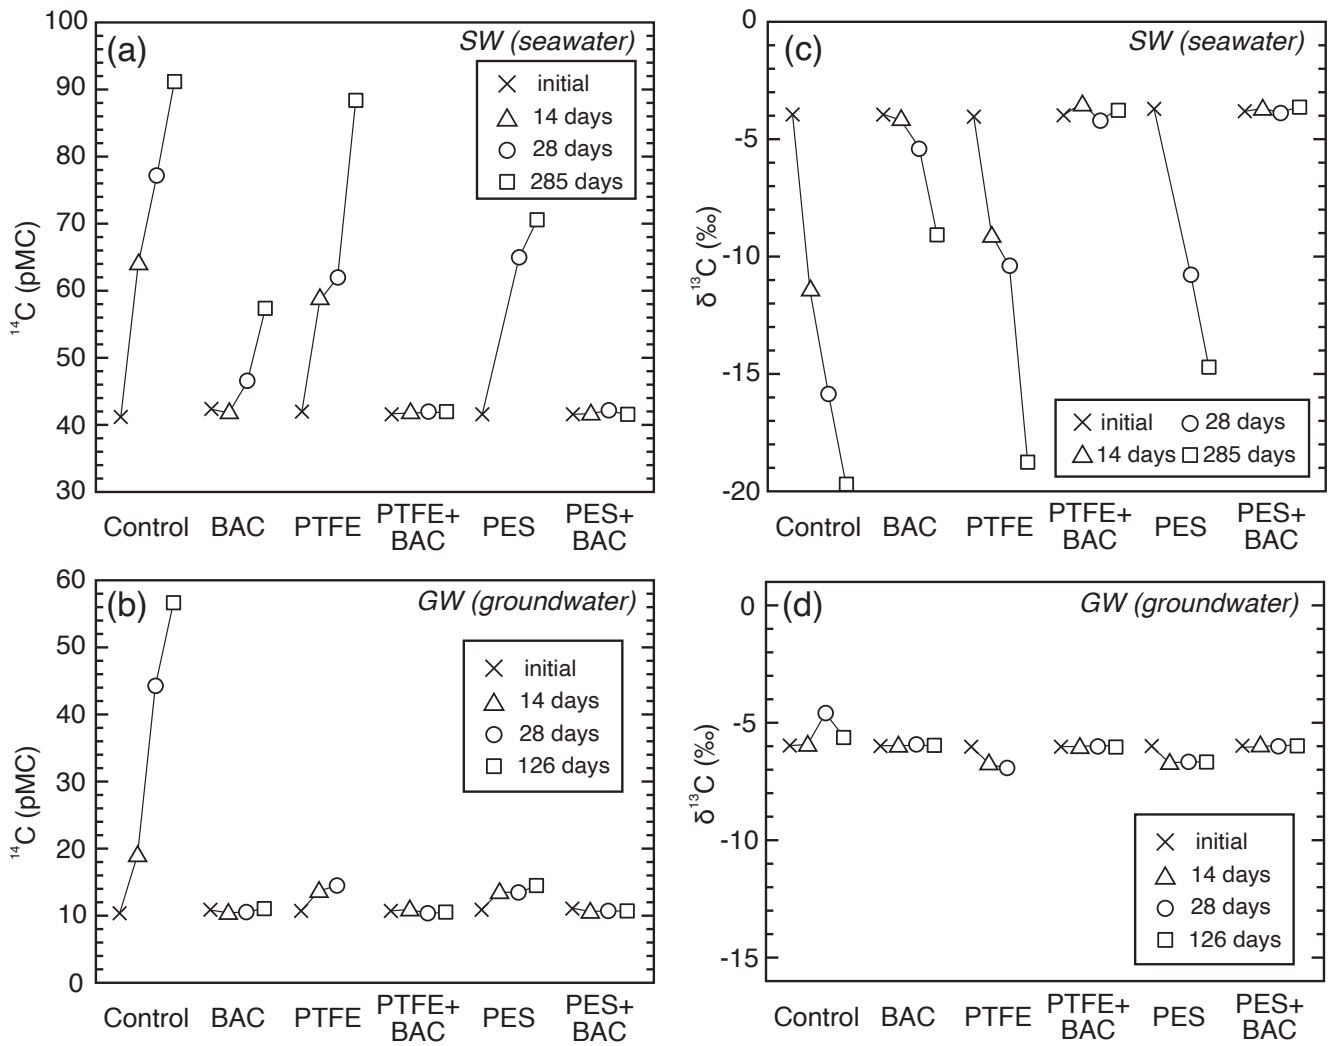 (a)
SW (seawater)
100
90
80
70
60
50
40
30
¹⁴C (pMC)
initial
14 days
28 days
285 days
Control
BAC
PTFE
PTFE+
BAC
PES
PES+
BAC
(c)
SW (seawater)
0
-5
-10
-15
-20
δ¹³C (‰)
initial
28 days
14 days
285 days
Control
BAC
PTFE
PTFE+
BAC
PES
PES+
BAC
(b)
GW (groundwater)
60
50
40
30
20
10
0
¹⁴C (pMC)
initial
14 days
28 days
126 days
Control
BAC
PTFE
PTFE+
BAC
PES
PES+
BAC
(d)
GW (groundwater)
0
-5
-10
-15
δ¹³C (‰)
initial
14 days
28 days
126 days
Control
BAC
PTFE
PTFE+
BAC
PES
PES+
BAC